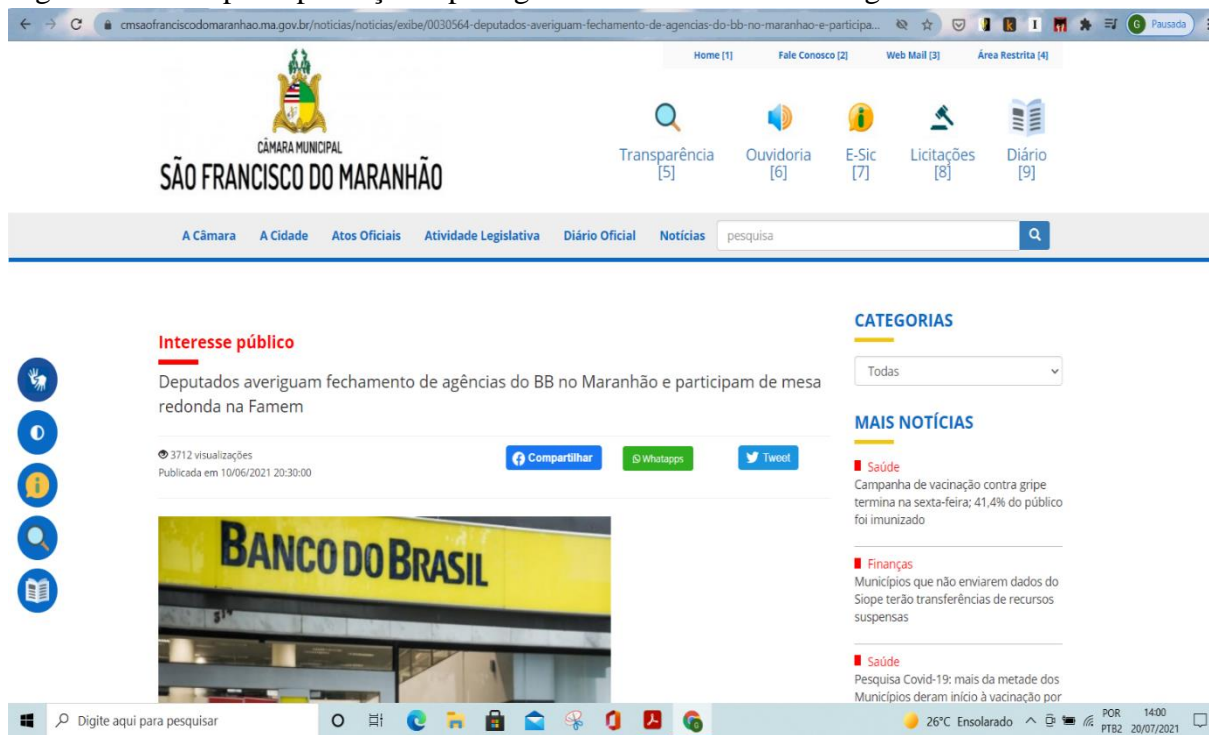 cmsaofranciscodomaranhao.ma.gov.br/noticias/noticias/exibe/0030564-deputados-averiguam-fechamento-de-agencias-do-bb-no-maranhao-e-participa...
Pausada
Home [1] Fale Conosco [2] Web Mail [3] Área Restrita [4]
CÂMARA MUNICIPAL
SÃO FRANCISCO DO MARANHÃO
Transparência [5]
Ouvidoria [6]
E-Sic [7]
Licitações [8]
Diário [9]
A Câmara A Cidade Atos Oficiais Atividade Legislativa Diário Oficial Notícias pesquisa
Interesse público
Deputados averiguam fechamento de agências do BB no Maranhão e participam de mesa
redonda na Famem
3712 visualizações
Publicada em 10/06/2021 20:30:00
Compartilhar Whatapps Tweet
BANCO DO BRASIL
CATEGORIAS
Todas
MAIS NOTÍCIAS
Saúde
Campanha de vacinação contra gripe
termina na sexta-feira; 41,4% do público
foi imunizado
Finanças
Municípios que não enviarem dados do
Siope terão transferências de recursos
suspensas
Saúde
Pesquisa Covid-19: mais da metade dos
Municípios deram início à vacinação por
Digite aqui para pesquisar
26°C Ensolarado
POR
PTB2
14:00
20/07/2021